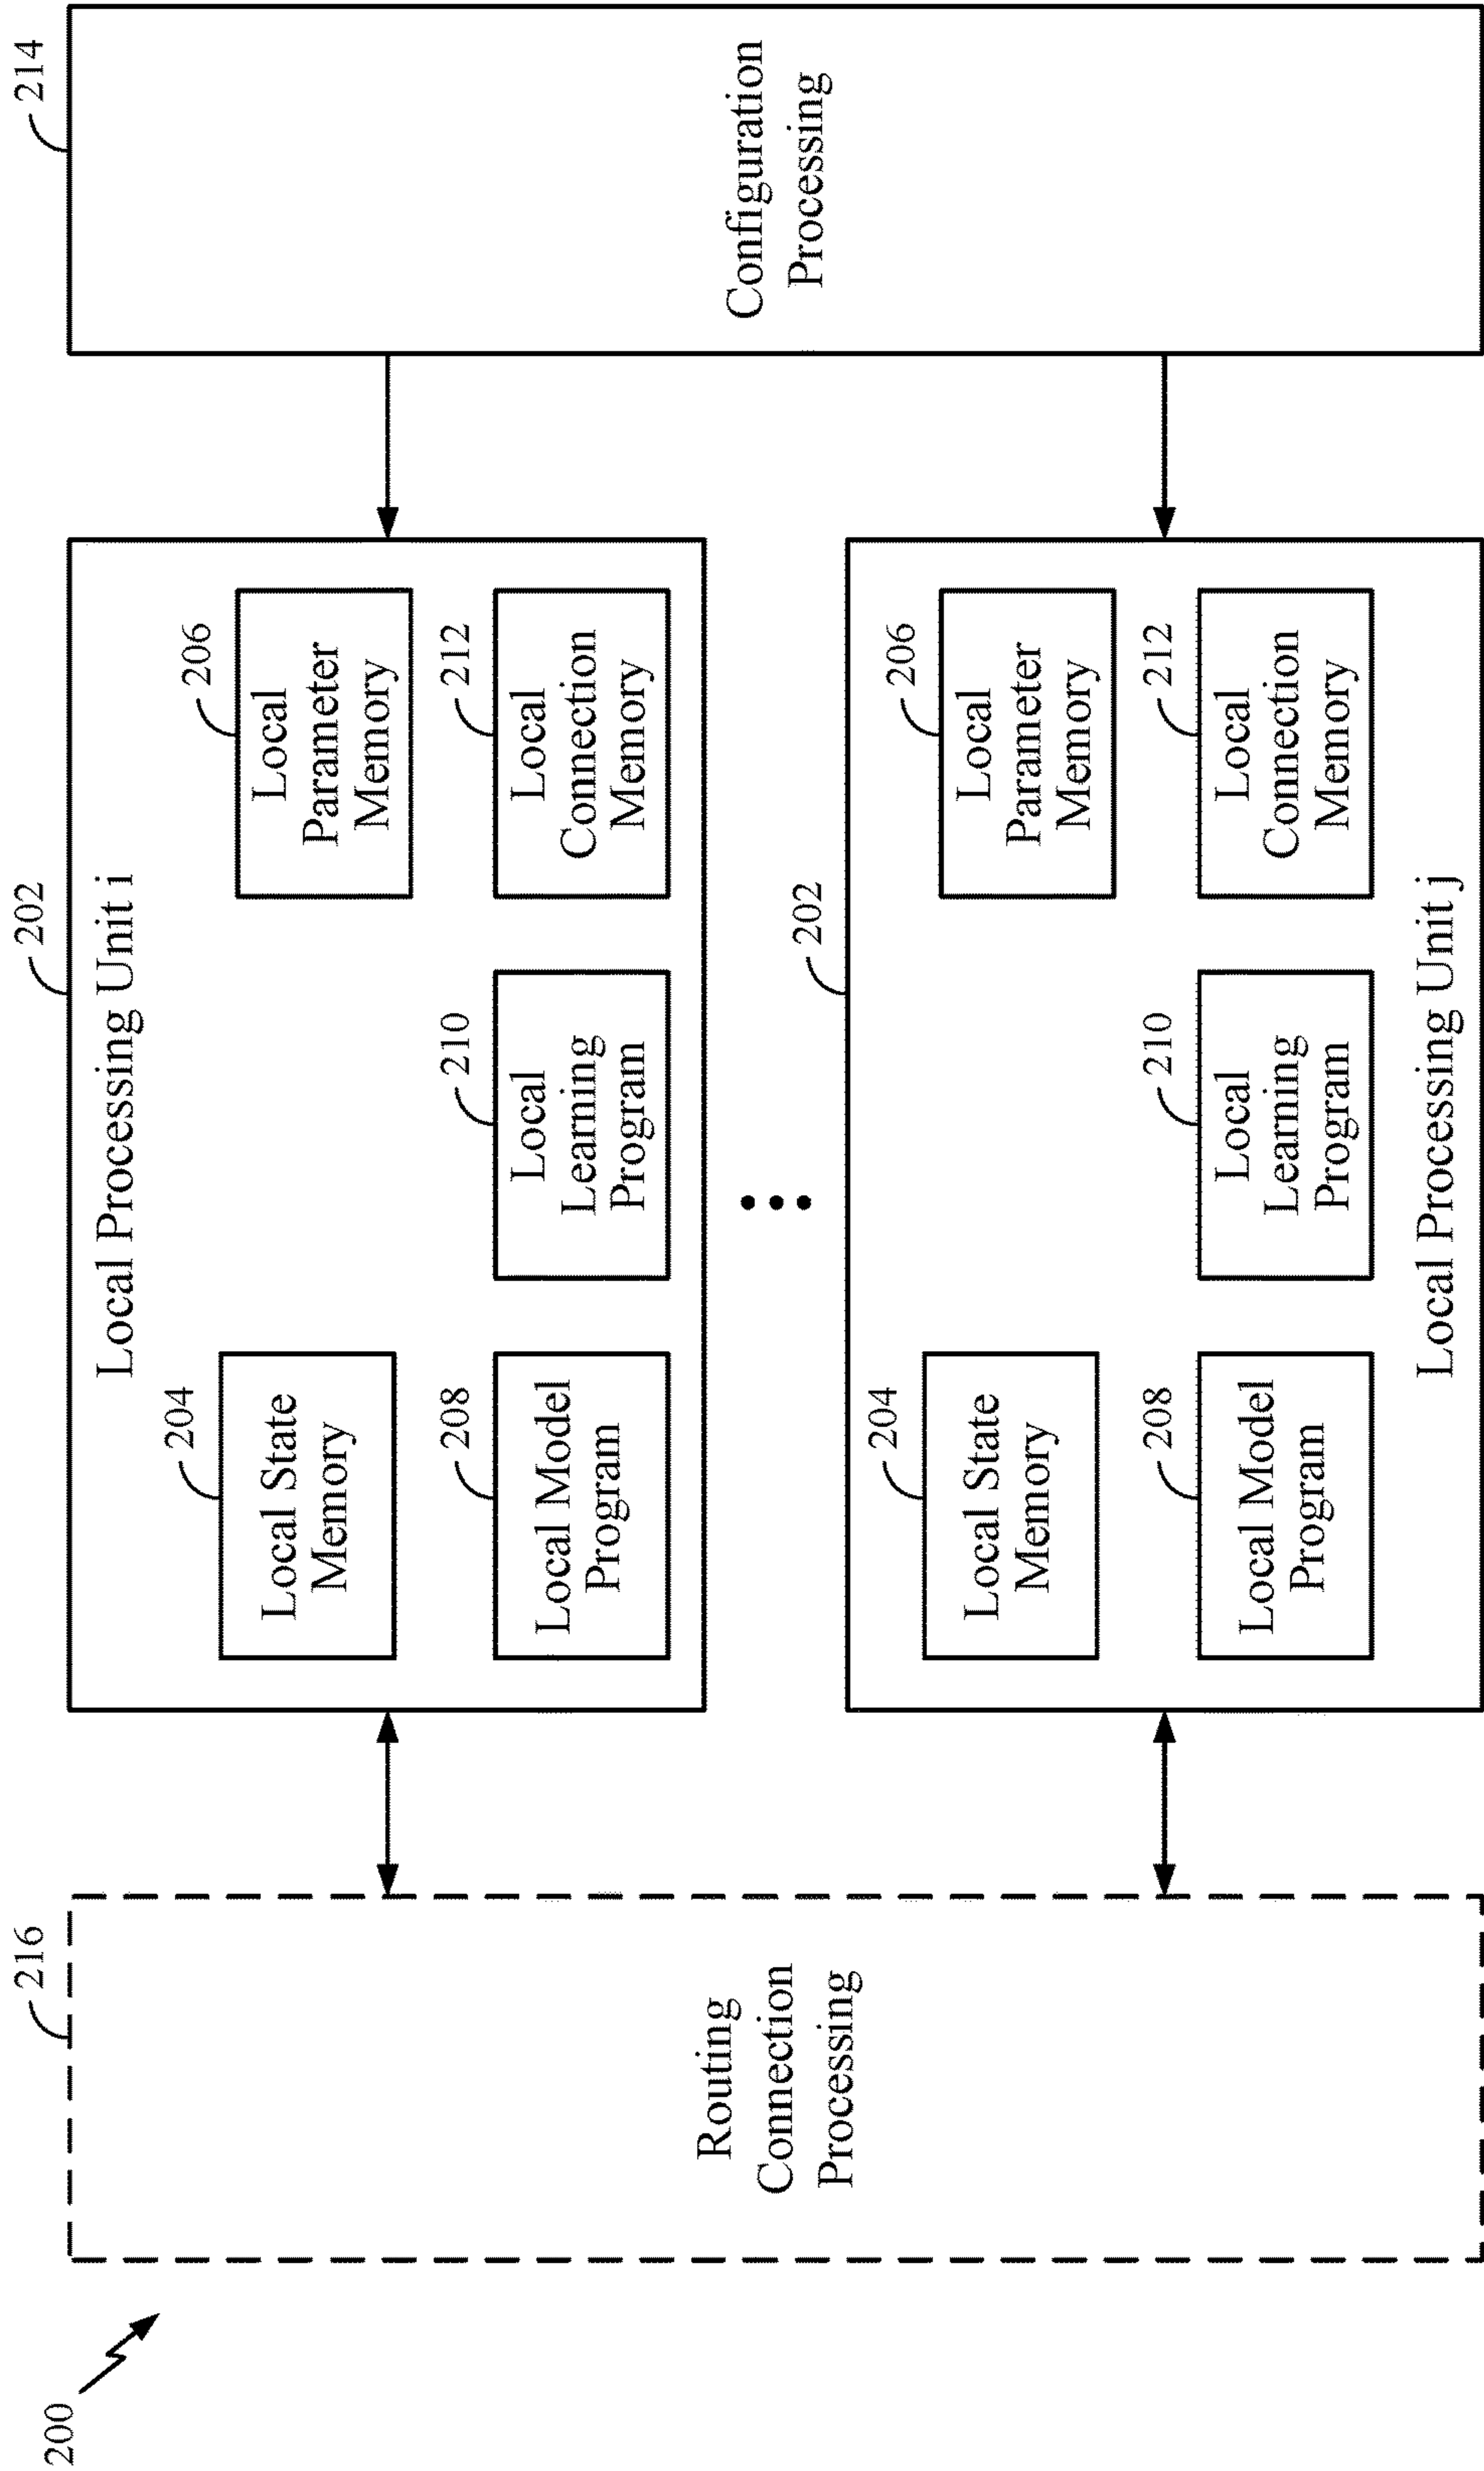 200
216
Routing
Connection
Processing
202
Local Processing Unit i
204
Local State
Memory
206
Local
Parameter
Memory
208
Local Model
Program
210
Local
Learning
Program
212
Local
Connection
Memory
202
204
Local State
Memory
206
Local
Parameter
Memory
208
Local Model
Program
210
Local
Learning
Program
212
Local
Connection
Memory
Local Processing Unit j
214
Configuration
Processing